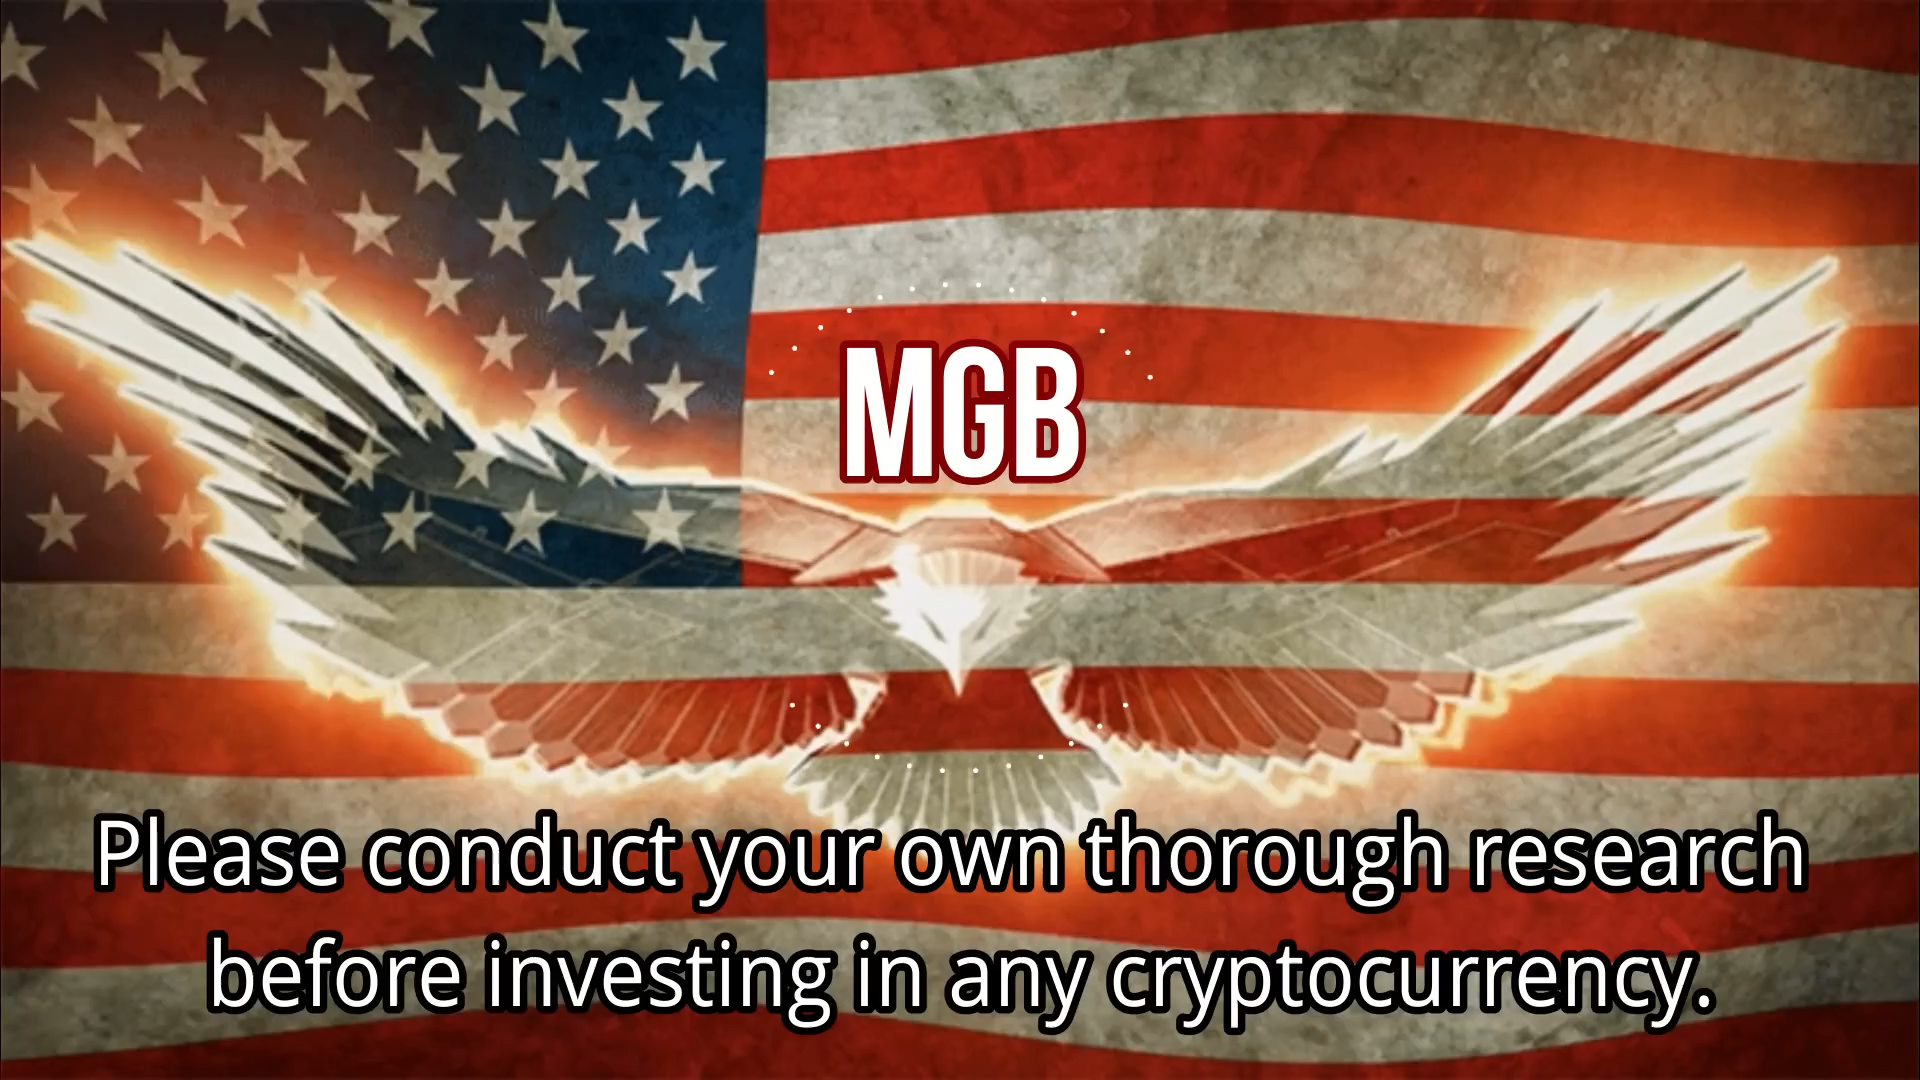 MGB
Please conduct your own thorough research
before investing in any cryptocurrency.